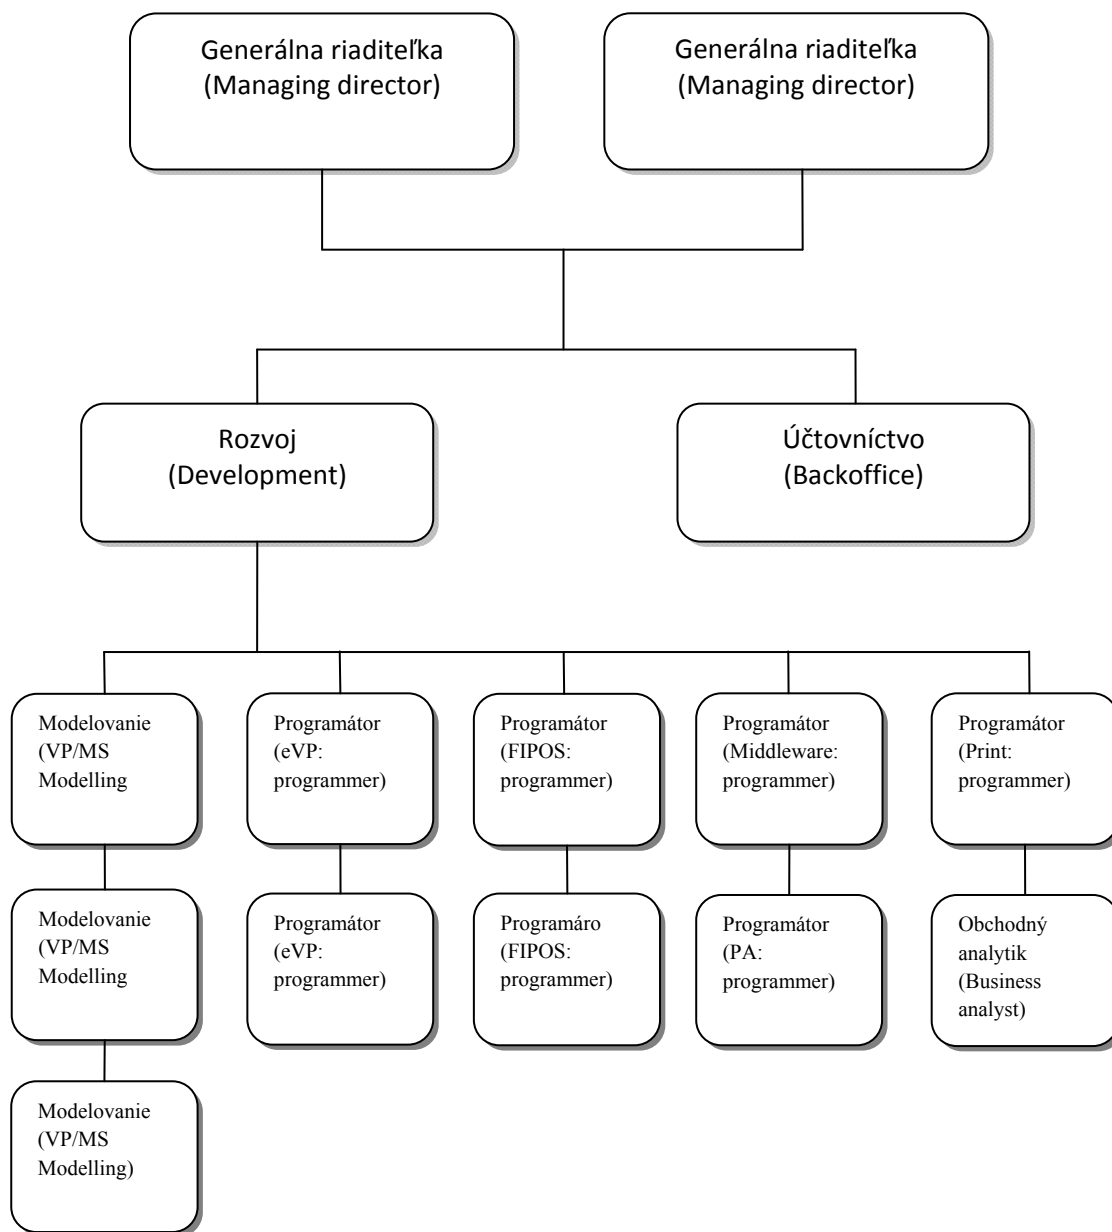 Generálna riaditeľka
(Managing director)
Generálna riaditeľka
(Managing director)
Rozvoj
(Development)
Účtovníctvo
(Backoffice)
Modelovanie
(VP/MS
Modelling
Programátor
(eVP:
programmer)
Programátor
(FIPOS:
programmer)
Programátor
(Middleware:
programmer)
Programátor
(Print:
programmer)
Modelovanie
(VP/MS
Modelling
Programátor
(eVP:
programmer)
Programáro
(FIPOS:
programmer)
Programátor
(PA:
programmer)
Obchodný
analytik
(Business
analyst)
Modelovanie
(VP/MS
Modelling)